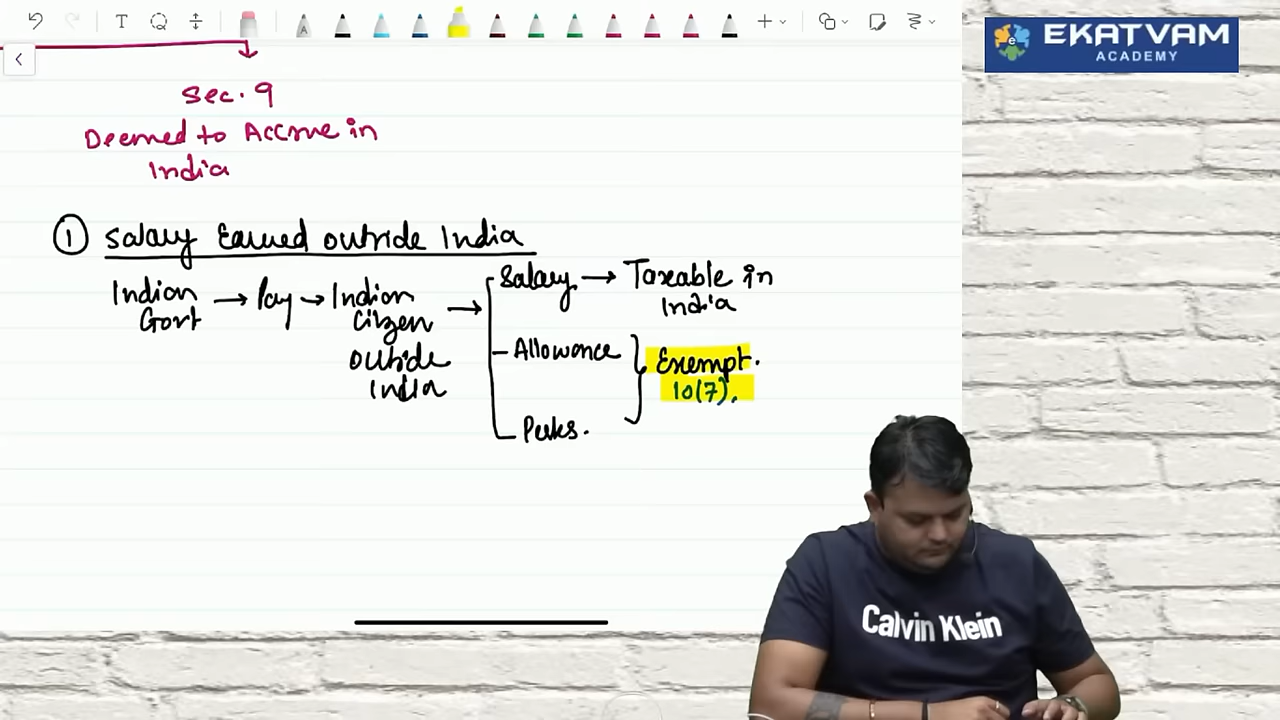 EKATVAM
ACADEMY
Sec. 9
Deemed to Accrue in
India
① Salary Earned outside India
Indian Govt → Pay → Indian Citizen outside India →
Salary → Taxable in India
Allowance
Exempt.
10(7).
Perks.
Calvin Klein